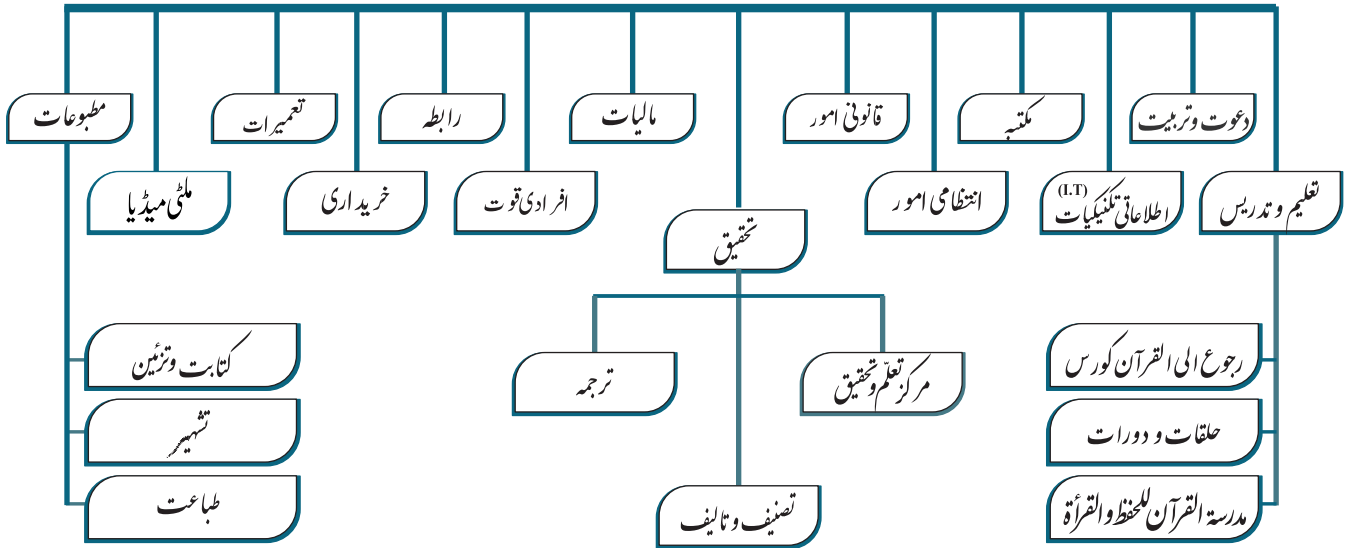 دعوت و تربیت
مکتبہ
قانونی امور
مالیات
رابطہ
تعمیرات
مطبوعات
تعلیم و تدریس
اطلاعاتی تکنیکیات (I.T)
انتظامی امور
افرادی قوت
خریداری
ملٹی میڈیا
تحقیق
رجوع الی القرآن کورس
مرکز تعلّم و تحقیق
ترجمہ
کتابت و تزئین
حلقات و دورات
تشہیر
مدرسۃ القرآن للحفظ والقرأۃ
تصنیف و تالیف
طباعت